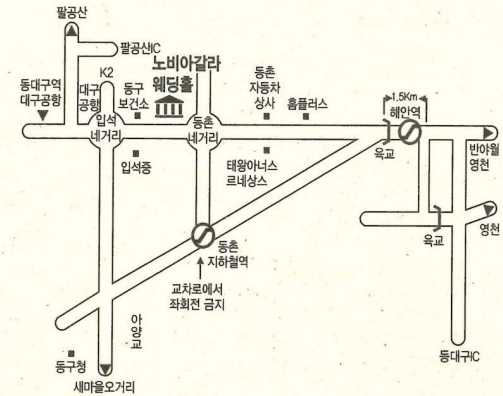 팔공산
팔공산IC
K2
대구
공항
동대구역
대구공항
입석
네거리
동구
보건소
노비아갈라
웨딩홀
입석중
동촌
네거리
동촌
자동차
상사
홈플러스
태왕아너스
르네상스
1.5Km
해안역
육교
반야월
영천
육교
영천
동대구IC
동촌
지하철역
교차로에서
좌회전 금지
아
양
교
동구청
새마을오거리